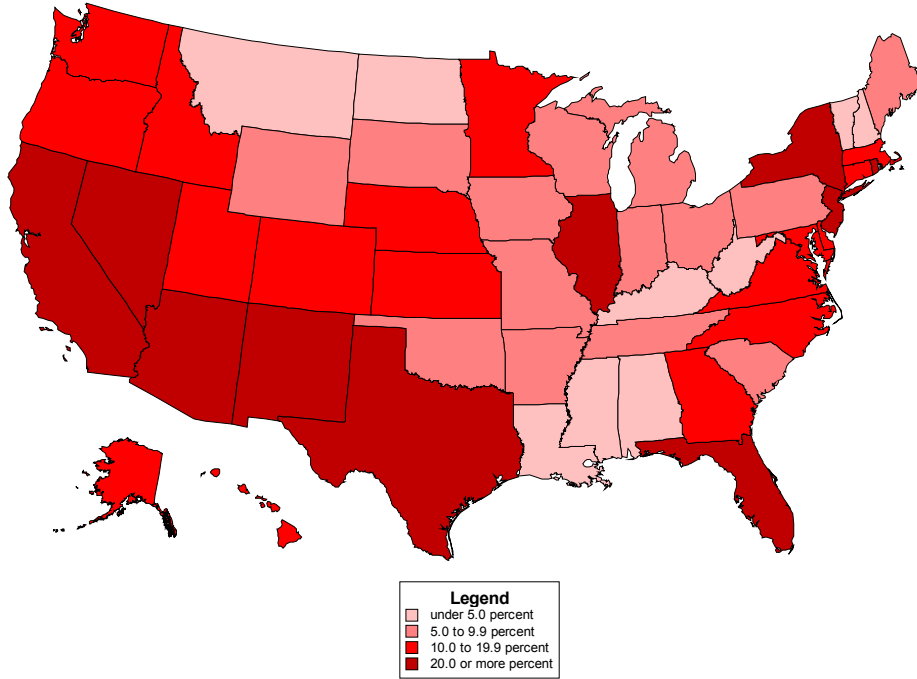 Legend
under 5.0 percent
5.0 to 9.9 percent
10.0 to 19.9 percent
20.0 or more percent